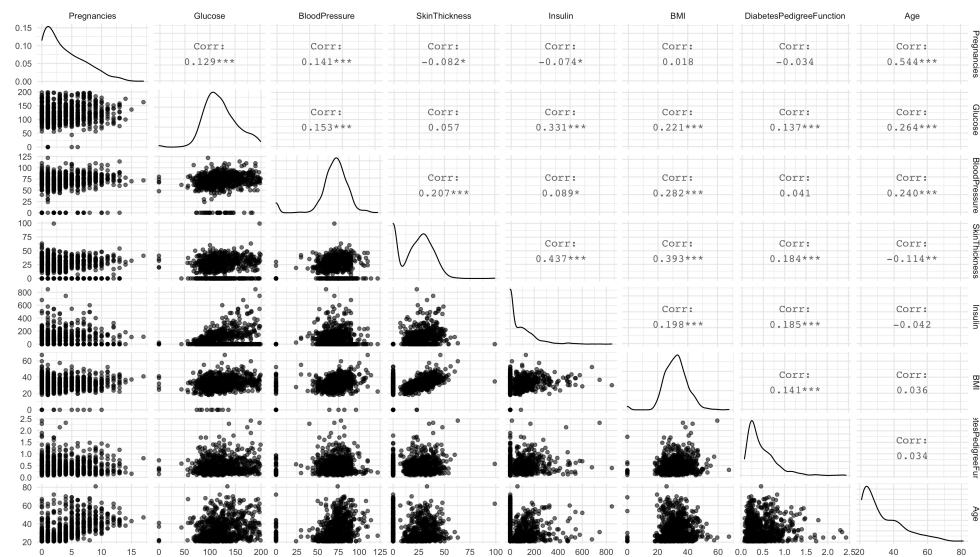 Pregnancies Glucose BloodPressure SkinThickness Insulin BMI DiabetesPedigreeFunction Age
0.15
0.10
0.05
0.00
Corr:
0.129***
Corr:
0.141***
Corr:
-0.082*
Corr:
-0.074*
Corr:
0.018
Corr:
-0.034
Corr:
0.544***
Pregnancies
200
150
100
50
0
Corr:
0.153***
Corr:
0.057
Corr:
0.331***
Corr:
0.221***
Corr:
0.137***
Corr:
0.264***
Glucose
125
100
75
50
25
0
Corr:
0.207***
Corr:
0.089*
Corr:
0.282***
Corr:
0.041
Corr:
0.240***
BloodPressure
100
75
50
25
0
Corr:
0.437***
Corr:
0.393***
Corr:
0.184***
Corr:
-0.114**
SkinThickness
800
600
400
200
0
Corr:
0.198***
Corr:
0.185***
Corr:
-0.042
Insulin
60
40
20
0
Corr:
0.141***
Corr:
0.036
BMI
2.5
2.0
1.5
1.0
0.5
0.0
Corr:
0.034
tesPedigreeFur
80
60
40
20
Age
0 5 10 15 0 50 100 150 200 0 25 50 75 100 125 0 25 50 75 100 0 200 400 600 800 0 20 40 60 0.0 0.5 1.0 1.5 2.0 2.5 20 40 60 80